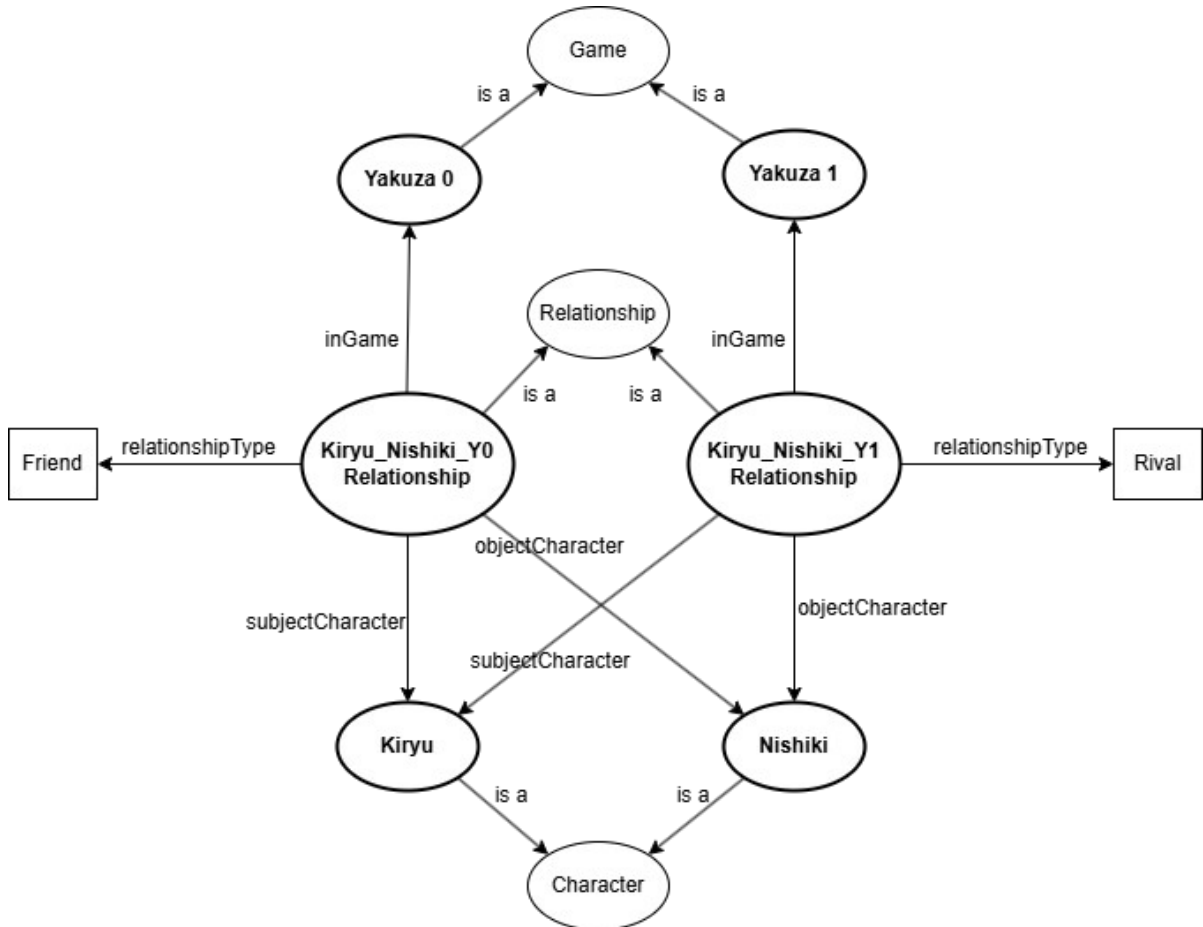 Game
is a
is a
Yakuza 0
Yakuza 1
Relationship
inGame
inGame
is a
is a
Friend
relationshipType
Kiryu_Nishiki_Y0
Relationship
Kiryu_Nishiki_Y1
Relationship
relationshipType
Rival
objectCharacter
subjectCharacter
objectCharacter
subjectCharacter
Kiryu
Nishiki
is a
is a
Character